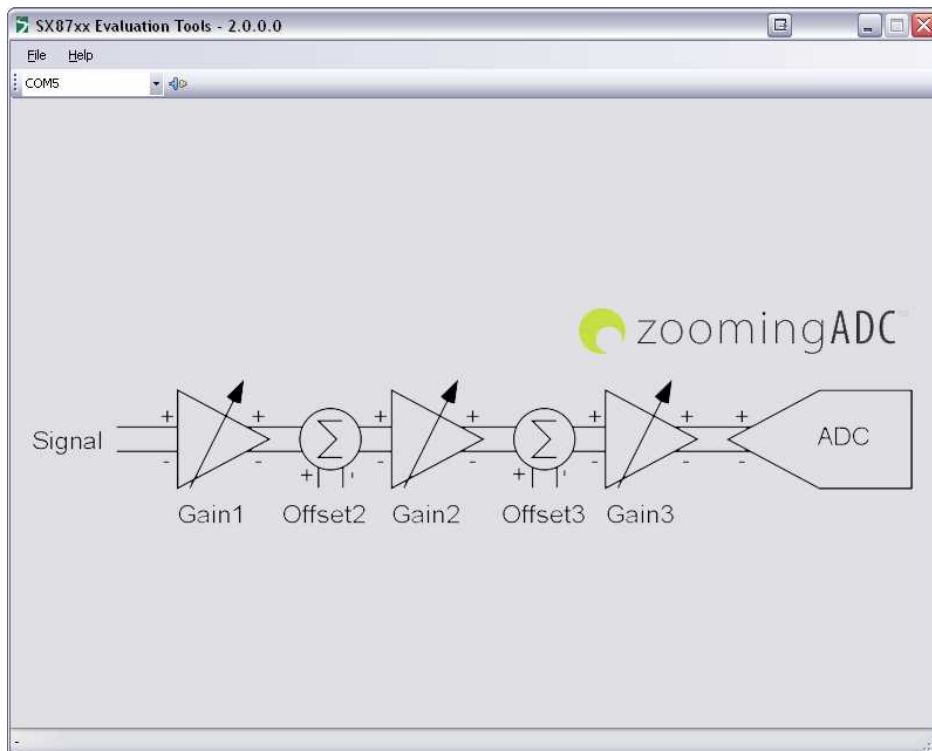 SX87xx Evaluation Tools - 2.0.0.0
File Help
COM5
zoomingADC
Signal
+ + + + + + + +
ADC
- - - - - - - -
+ ' + '
Gain1 Offset2 Gain2 Offset3 Gain3
-